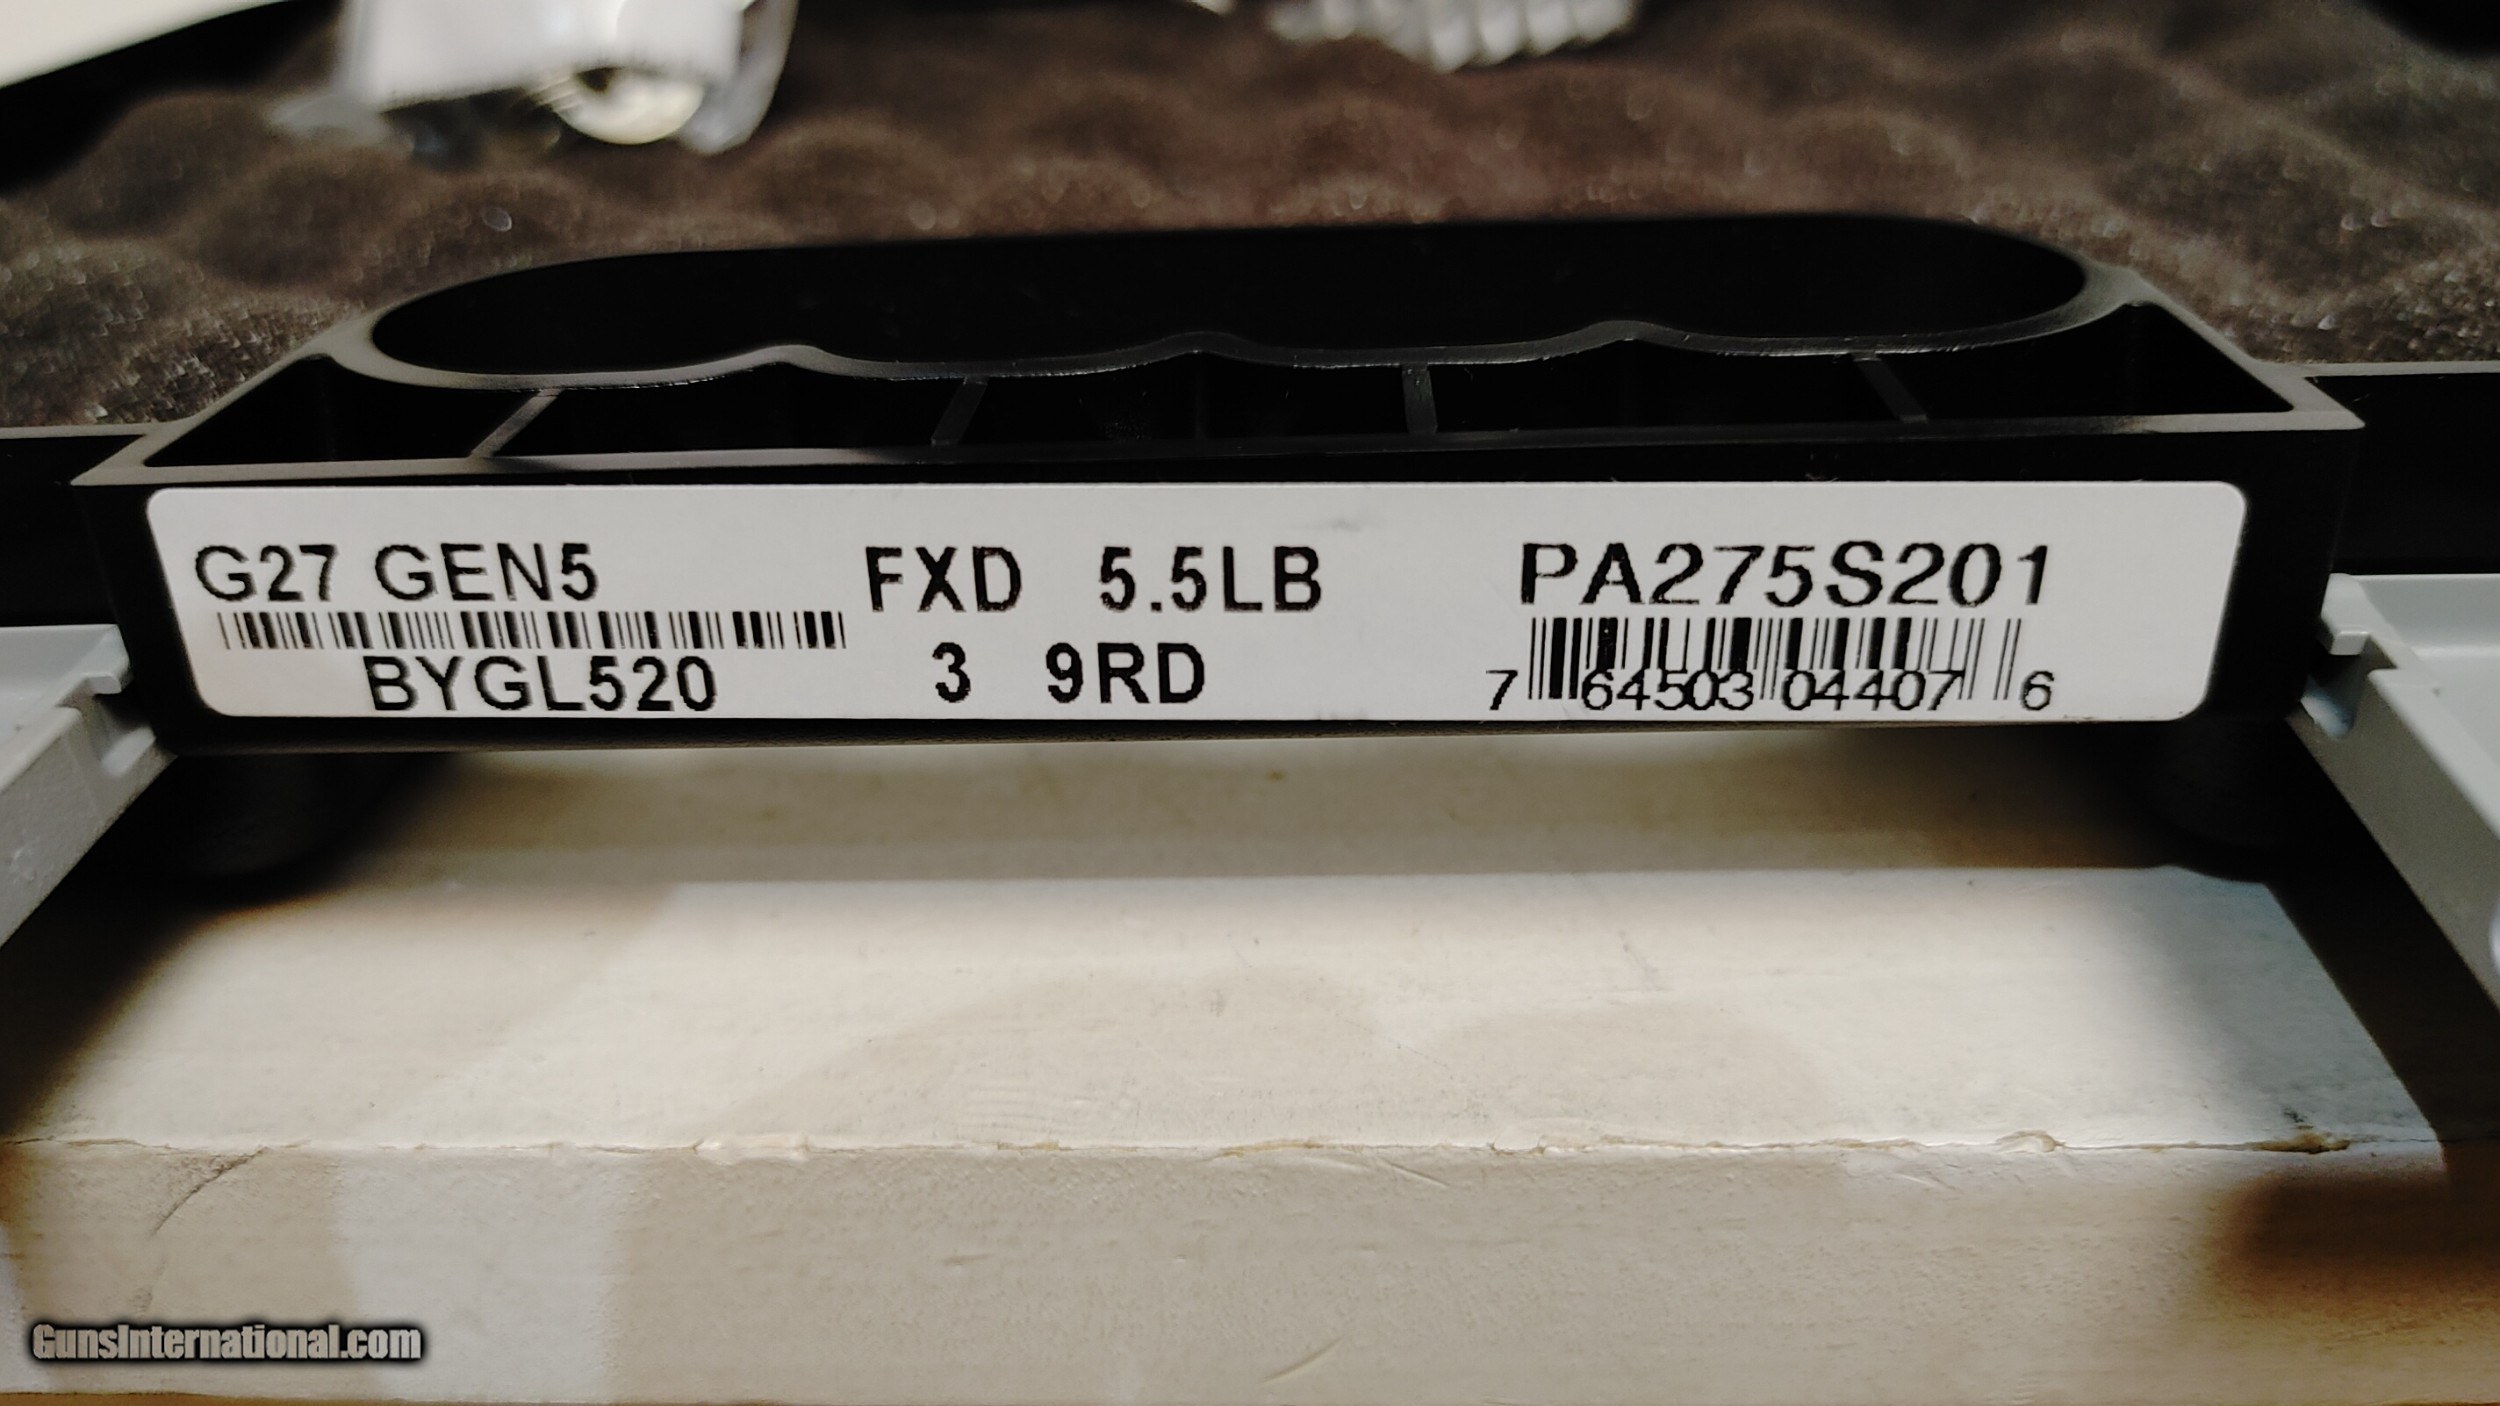 G27 GEN5
BYGL520
FXD 5.5LB
3 9RD
PA275S201
7 64503 04407 6
GunsInternational.com